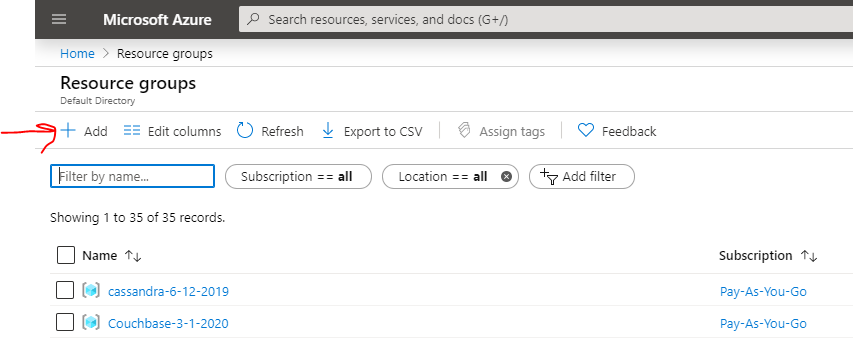 Microsoft Azure Search resources, services, and docs (G+/)
Home > Resource groups
Resource groups
Default Directory
+ Add Edit columns Refresh Export to CSV Assign tags Feedback
Filter by name... Subscription == all Location == all Add filter
Showing 1 to 35 of 35 records.
Name ↑↓ Subscription ↑↓
cassandra-6-12-2019 Pay-As-You-Go
Couchbase-3-1-2020 Pay-As-You-Go